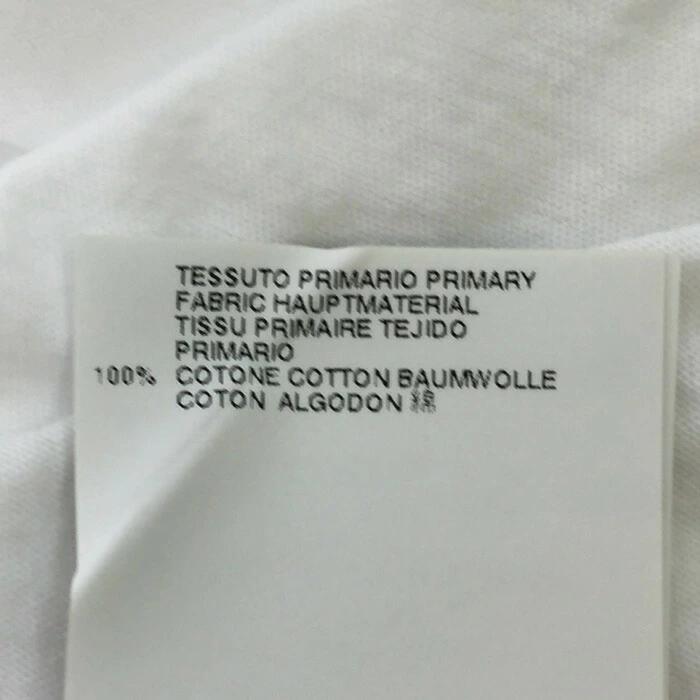 TESSUTO PRIMARIO PRIMARY
FABRIC HAUPTMATERIAL
TISSU PRIMAIRE TEJIDO
PRIMARIO
100% COTONE COTTON BAUMWOLLE
COTON ALGODON 綿